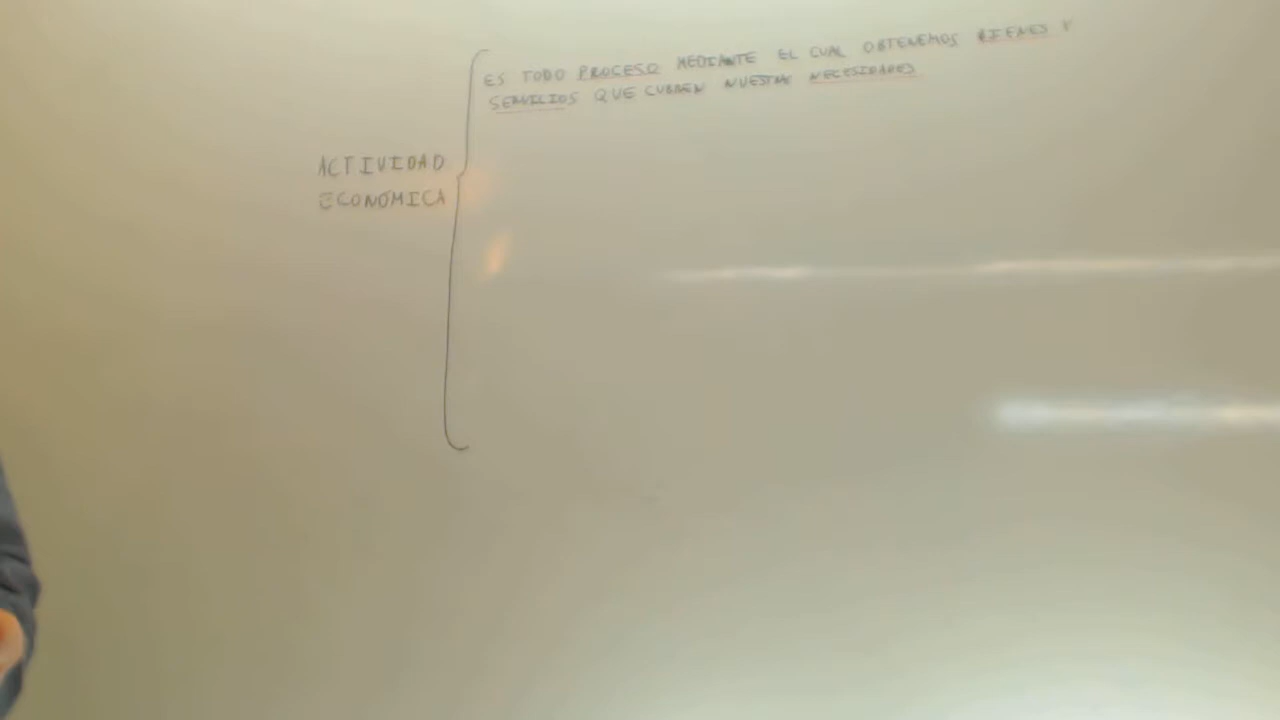 ES TODO PROCESO MEDIANTE EL CUAL OBTENEMOS BIENES Y
SERVICIOS QUE CUBREN NUESTRAS NECESIDADES
ACTIVIDAD
ECONÓMICA